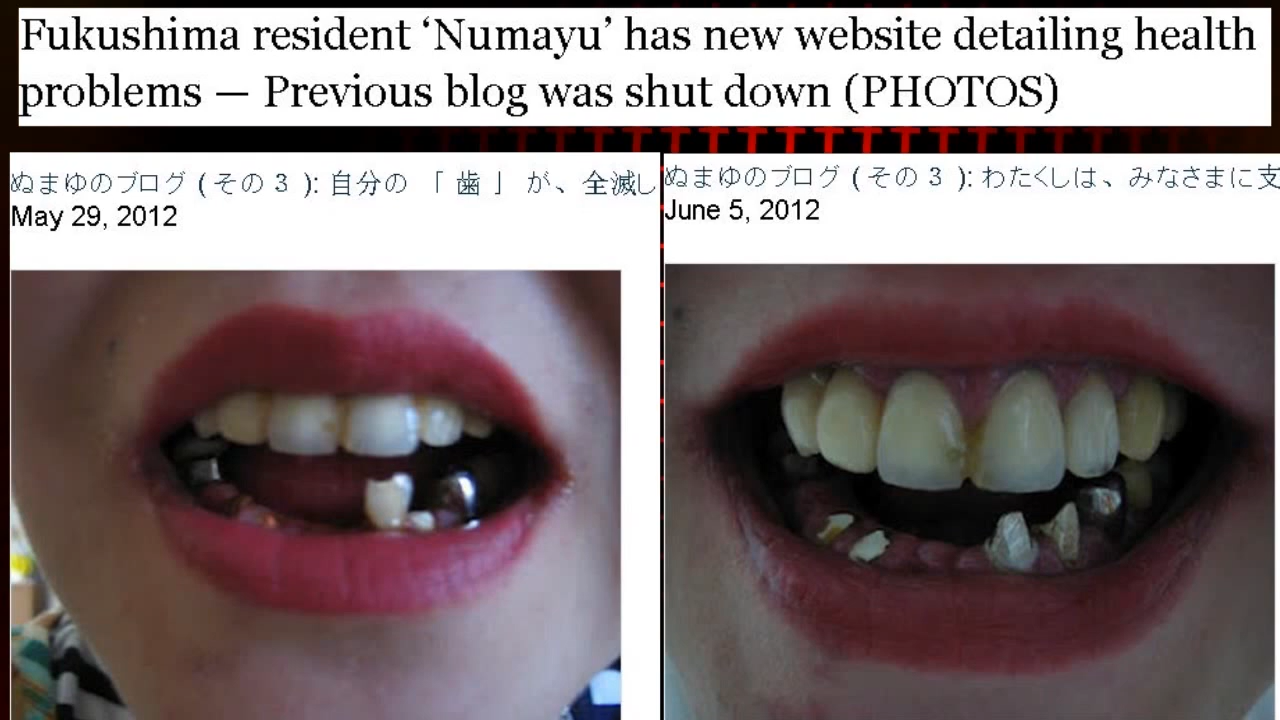 Fukushima resident ‘Numayu’ has new website detailing health
problems — Previous blog was shut down (PHOTOS)
ぬまゆのブログ (その3 ): 自分の 「 歯 」 が、全滅し
May 29, 2012
ぬまゆのブログ (その3 ): わたくしは、みなさまに支
June 5, 2012